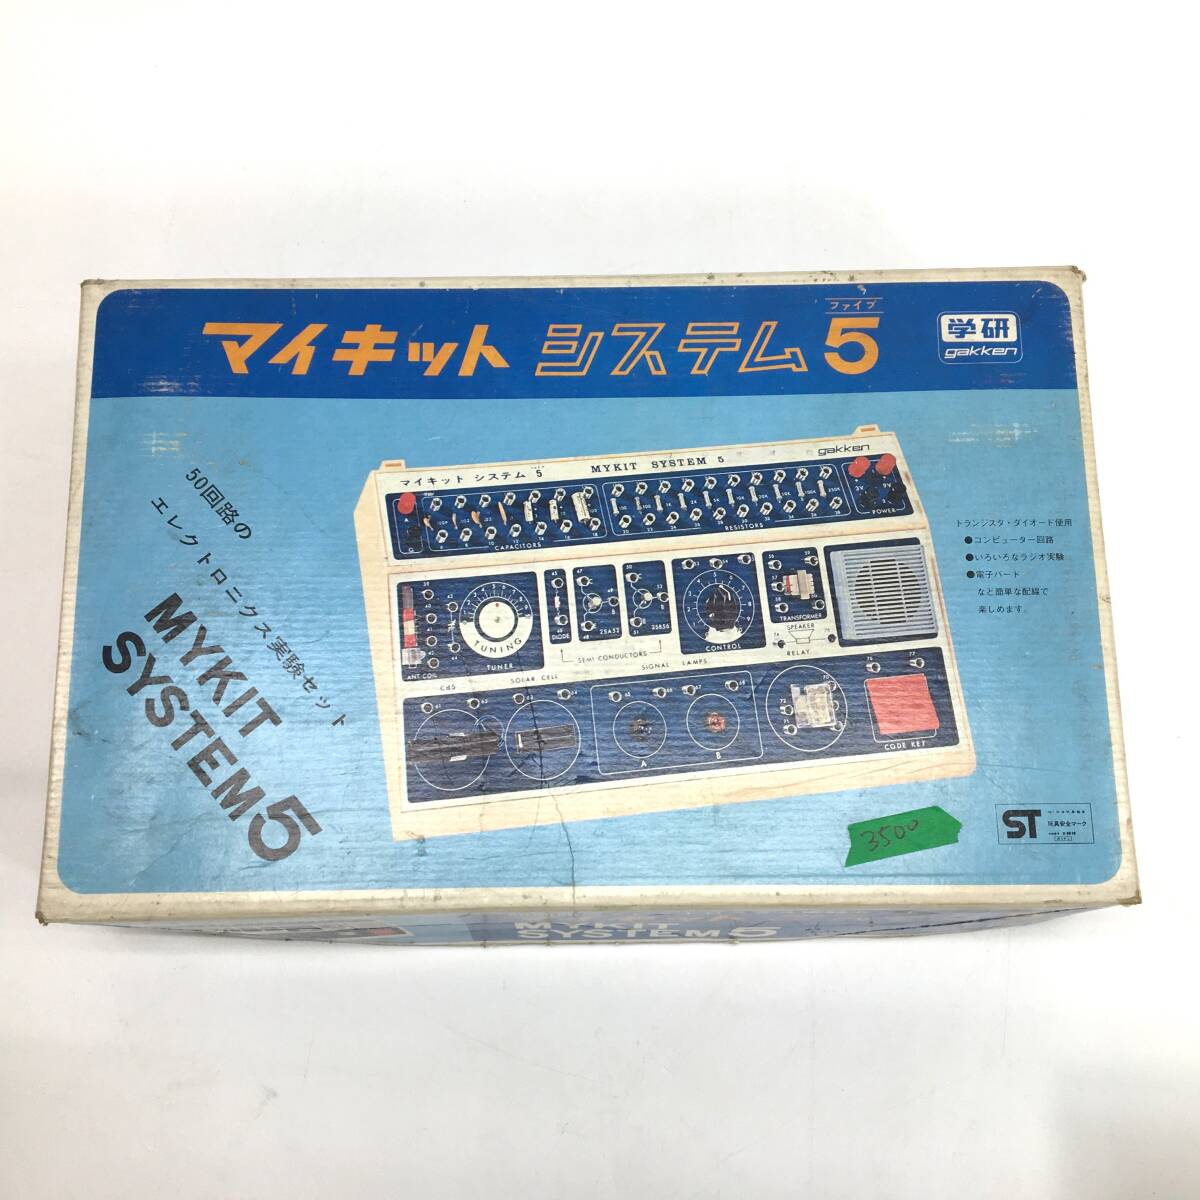 マイキット システム5
ファイブ
学研
gakken
50回路の
エレクトロニクス実験セット
MYKIT
SYSTEM5
マイキット システム 5
MYKIT SYSTEM 5
gakken
CAPACITORS
RESISTORS
3V
9V
POWER
ANT COIL
TUNING
TUNER
DIODE
2SA52
2SB56
SEMI-CONDUCTORS
CONTROL
TRANSFORMER
SPEAKER
RELAY
CDS
SOLAR CELL
SIGNAL LAMPS
A
B
CODE KEY
トランジスタ・ダイオード使用
●コンピューター回路
●いろいろなラジオ実験
●電子バード
など簡単な配線で
楽しめます。
3500
ST
玩具安全マーク
MYKIT
SYSTEM5